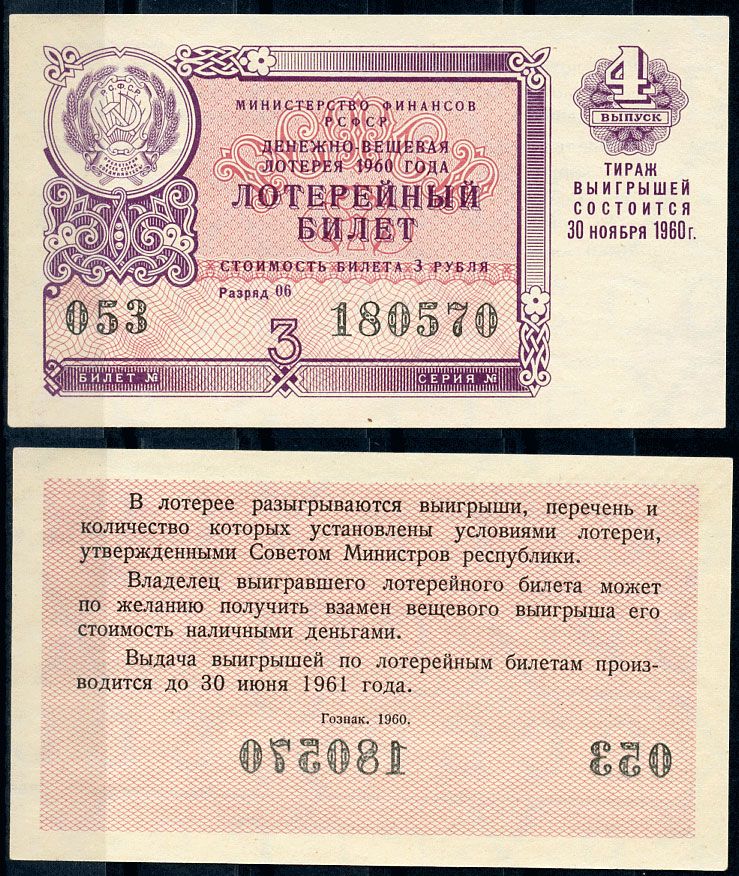 РСФСР
МИНИСТЕРСТВО ФИНАНСОВ
РСФСР
ДЕНЕЖНО-ВЕЩЕВАЯ
ЛОТЕРЕЯ 1960 ГОДА
ЛОТЕРЕЙНЫЙ
БИЛЕТ
СТОИМОСТЬ БИЛЕТА 3 РУБЛЯ
Разряд 06
053
3
180570
БИЛЕТ №
СЕРИЯ №
4
ВЫПУСК
ТИРАЖ
ВЫИГРЫШЕЙ
СОСТОИТСЯ
30 НОЯБРЯ 1960г.
В лотерее разыгрываются выигрыши, перечень и
количество которых установлены условиями лотереи,
утвержденными Советом Министров республики.
Владелец выигравшего лотерейного билета может
по желанию получить взамен вещевого выигрыша его
стоимость наличными деньгами.
Выдача выигрышей по лотерейным билетам произ-
водится до 30 июня 1961 года.
Гознак. 1960.
180570
053